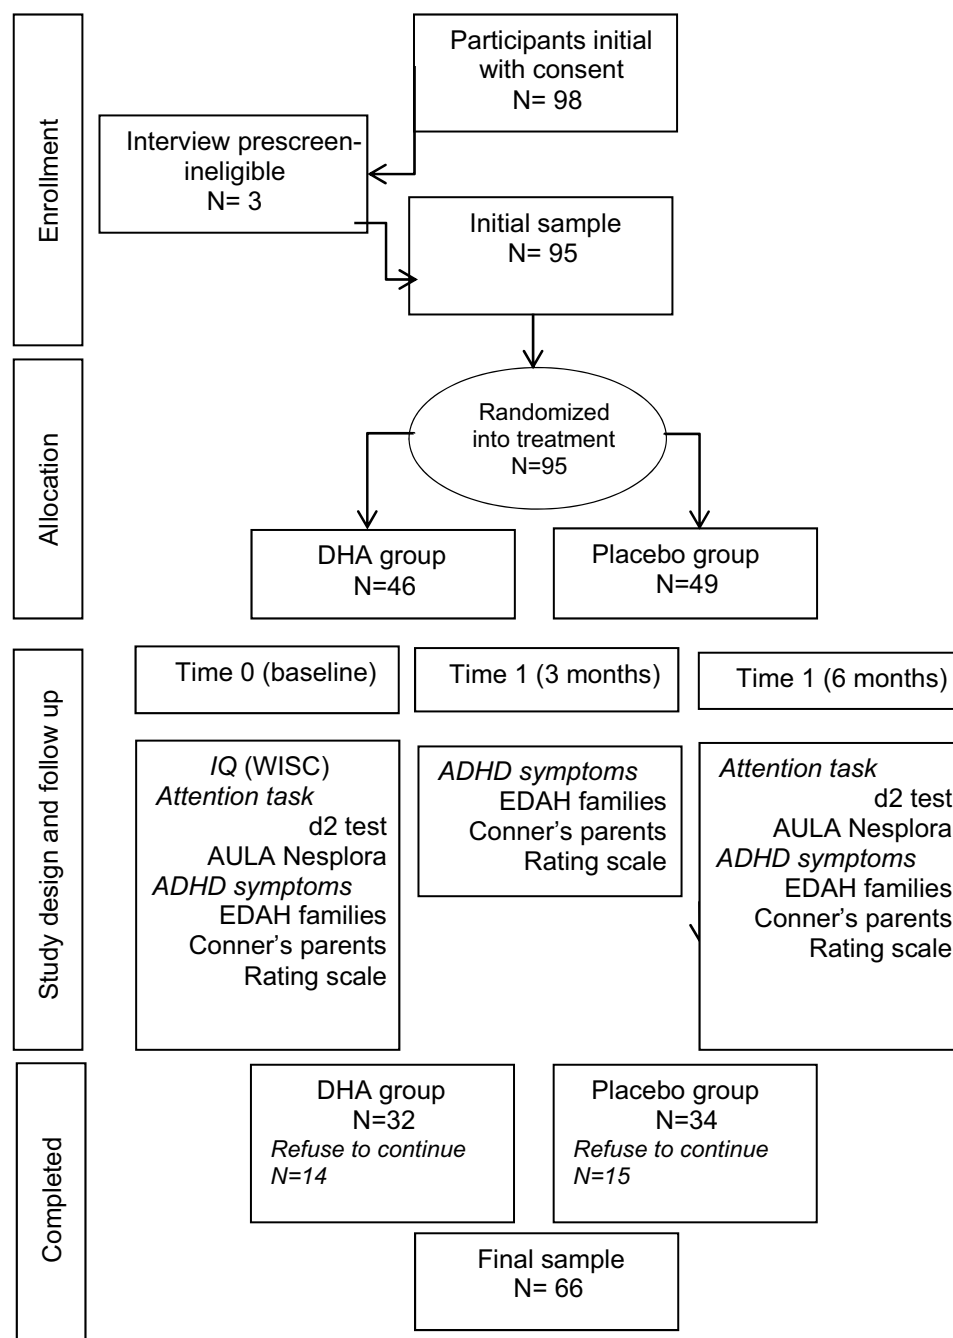 Enrollment
Participants initial
with consent
N= 98
Interview prescreen-
ineligible
N= 3
Initial sample
N= 95
Allocation
Randomized
into treatment
N=95
DHA group
N=46
Placebo group
N=49
Study design and follow up
Time 0 (baseline)
Time 1 (3 months)
Time 1 (6 months)
IQ (WISC)
Attention task
d2 test
AULA Nesplora
ADHD symptoms
EDAH families
Conner’s parents
Rating scale
ADHD symptoms
EDAH families
Conner’s parents
Rating scale
Attention task
d2 test
AULA Nesplora
ADHD symptoms
EDAH families
Conner’s parents
Rating scale
Completed
DHA group
N=32
Refuse to continue
N=14
Placebo group
N=34
Refuse to continue
N=15
Final sample
N= 66